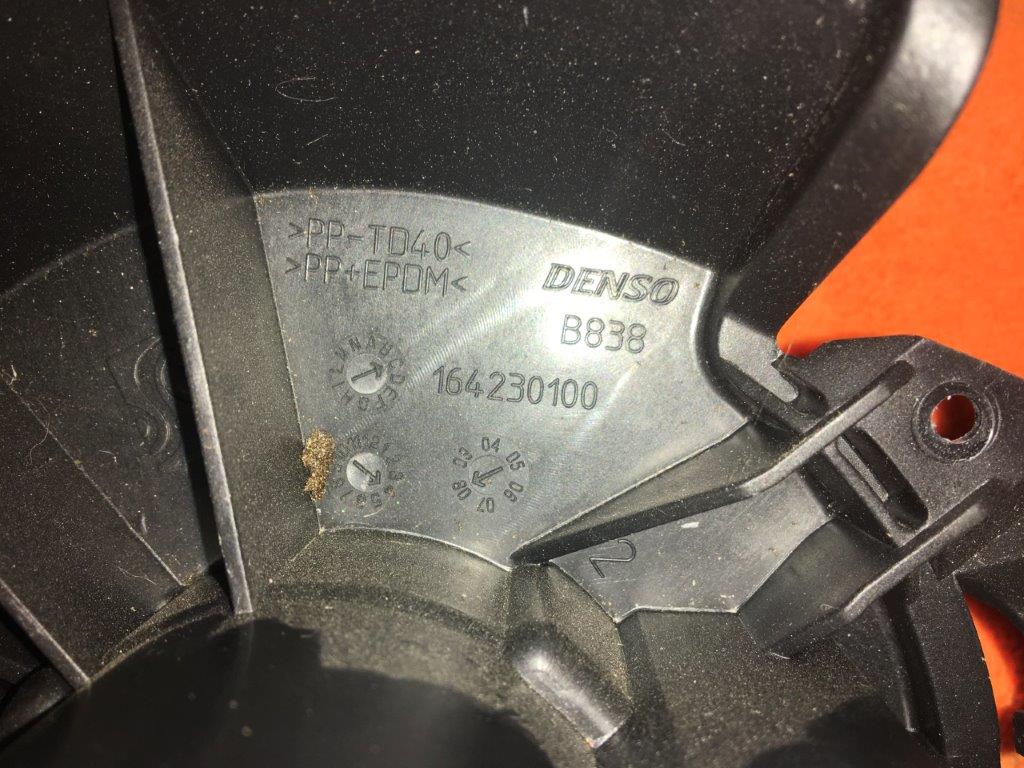 >PP-TD40<
>PP+EPDM<
DENSO
B838
164230100
03 04 05 06 07 08
2